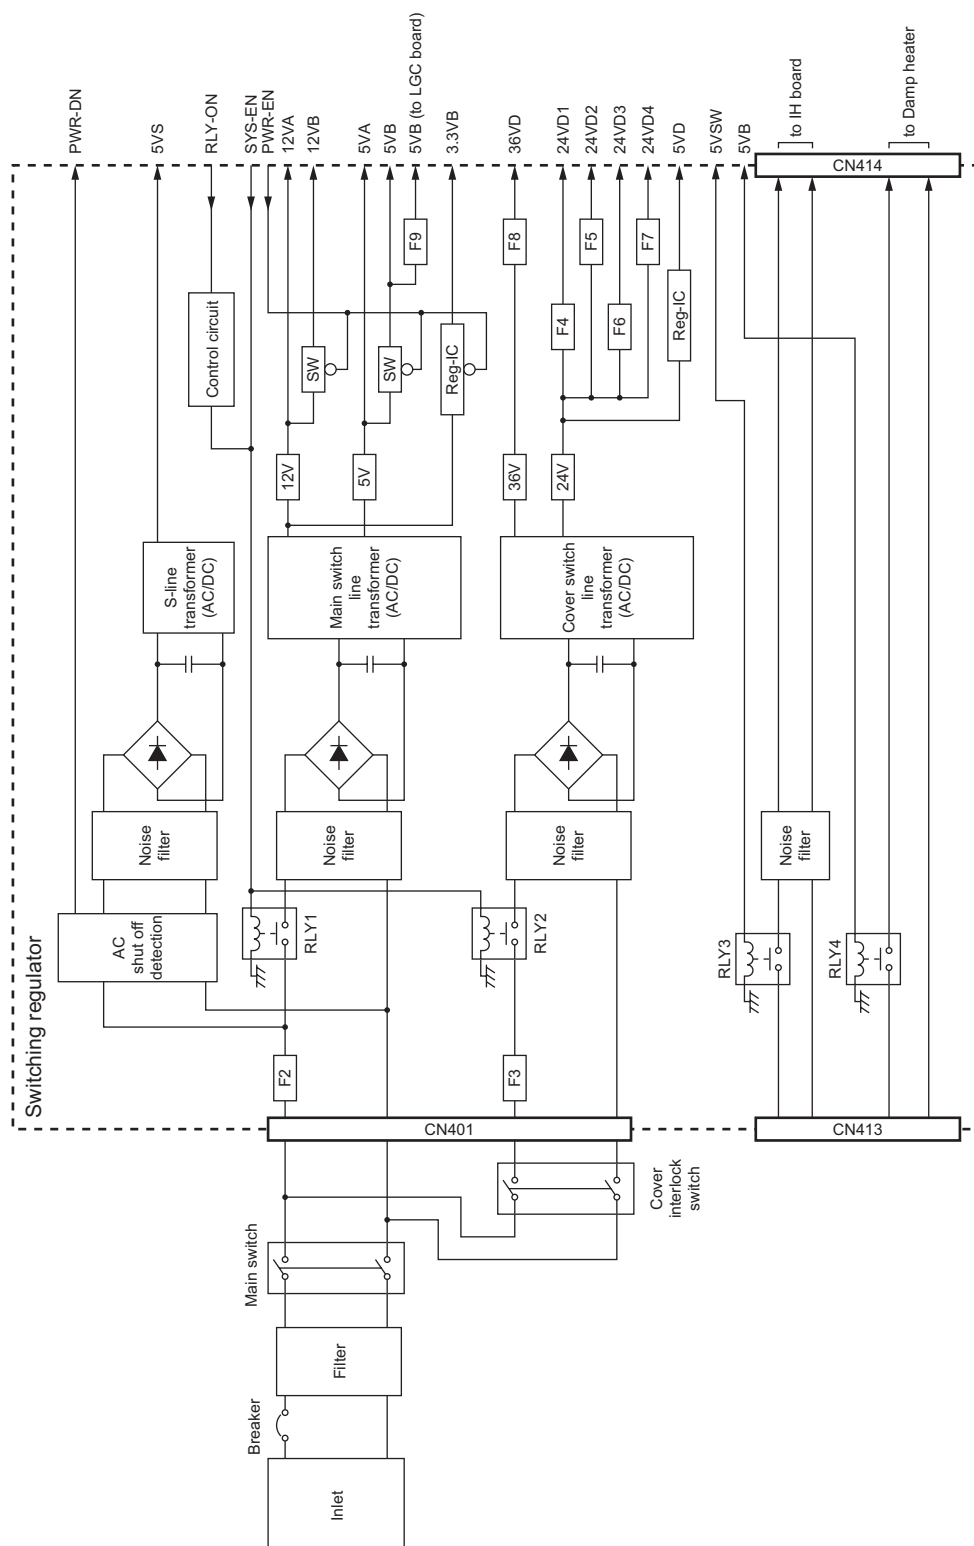 Switching regulator
PWR-DN
5VS
RLY-ON
SYS-EN
PWR-EN
12VA
12VB
5VA
5VB
5VB (to LGC board)
3.3VB
36VD
24VD1
24VD2
24VD3
24VD4
5VD
5VSW
5VB
to IH board
to Damp heater
CN414
F9
F8
F4
F5
F6
F7
Reg-IC
Control circuit
SW
SW
Reg-IC
12V
5V
36V
24V
S-line
transformer
(AC/DC)
Main switch
line
transformer
(AC/DC)
Cover switch
line
transformer
(AC/DC)
Noise
filter
Noise
filter
Noise
filter
Noise
filter
AC
shut off
detection
RLY1
RLY2
RLY3
RLY4
F2
F3
CN401
CN413
Cover
interlock
switch
Main switch
Filter
Breaker
Inlet